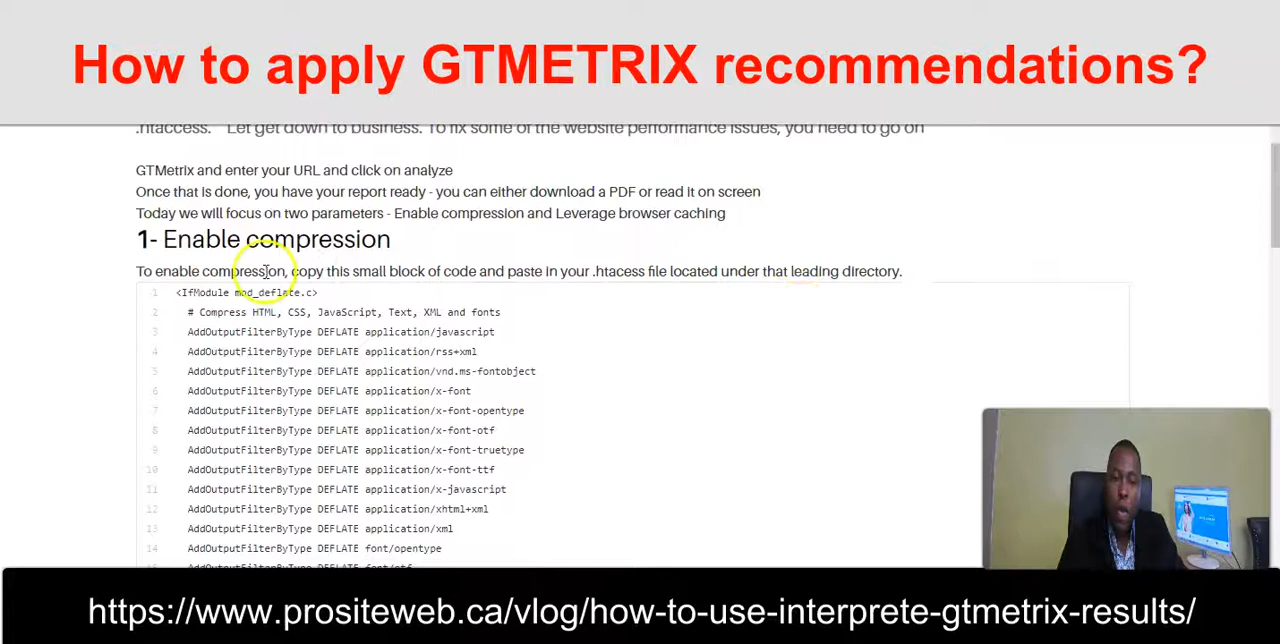 How to apply GTMETRIX recommendations?
.htaccess. Let get down to business. To fix some of the website performance issues, you need to go on
GTMetrix and enter your URL and click on analyze
Once that is done, you have your report ready - you can either download a PDF or read it on screen
Today we will focus on two parameters - Enable compression and Leverage browser caching
1- Enable compression
To enable compression, copy this small block of code and paste in your .htacess file located under that leading directory.
1 <IfModule mod_deflate.c>
2 # Compress HTML, CSS, JavaScript, Text, XML and fonts
3 AddOutputFilterByType DEFLATE application/javascript
4 AddOutputFilterByType DEFLATE application/rss+xml
5 AddOutputFilterByType DEFLATE application/vnd.ms-fontobject
6 AddOutputFilterByType DEFLATE application/x-font
7 AddOutputFilterByType DEFLATE application/x-font-opentype
8 AddOutputFilterByType DEFLATE application/x-font-otf
9 AddOutputFilterByType DEFLATE application/x-font-truetype
10 AddOutputFilterByType DEFLATE application/x-font-ttf
11 AddOutputFilterByType DEFLATE application/x-javascript
12 AddOutputFilterByType DEFLATE application/xhtml+xml
13 AddOutputFilterByType DEFLATE application/xml
14 AddOutputFilterByType DEFLATE font/opentype
15 AddOutputFilterByType DEFLATE font/otf
https://www.prositeweb.ca/vlog/how-to-use-interprete-gtmetrix-results/